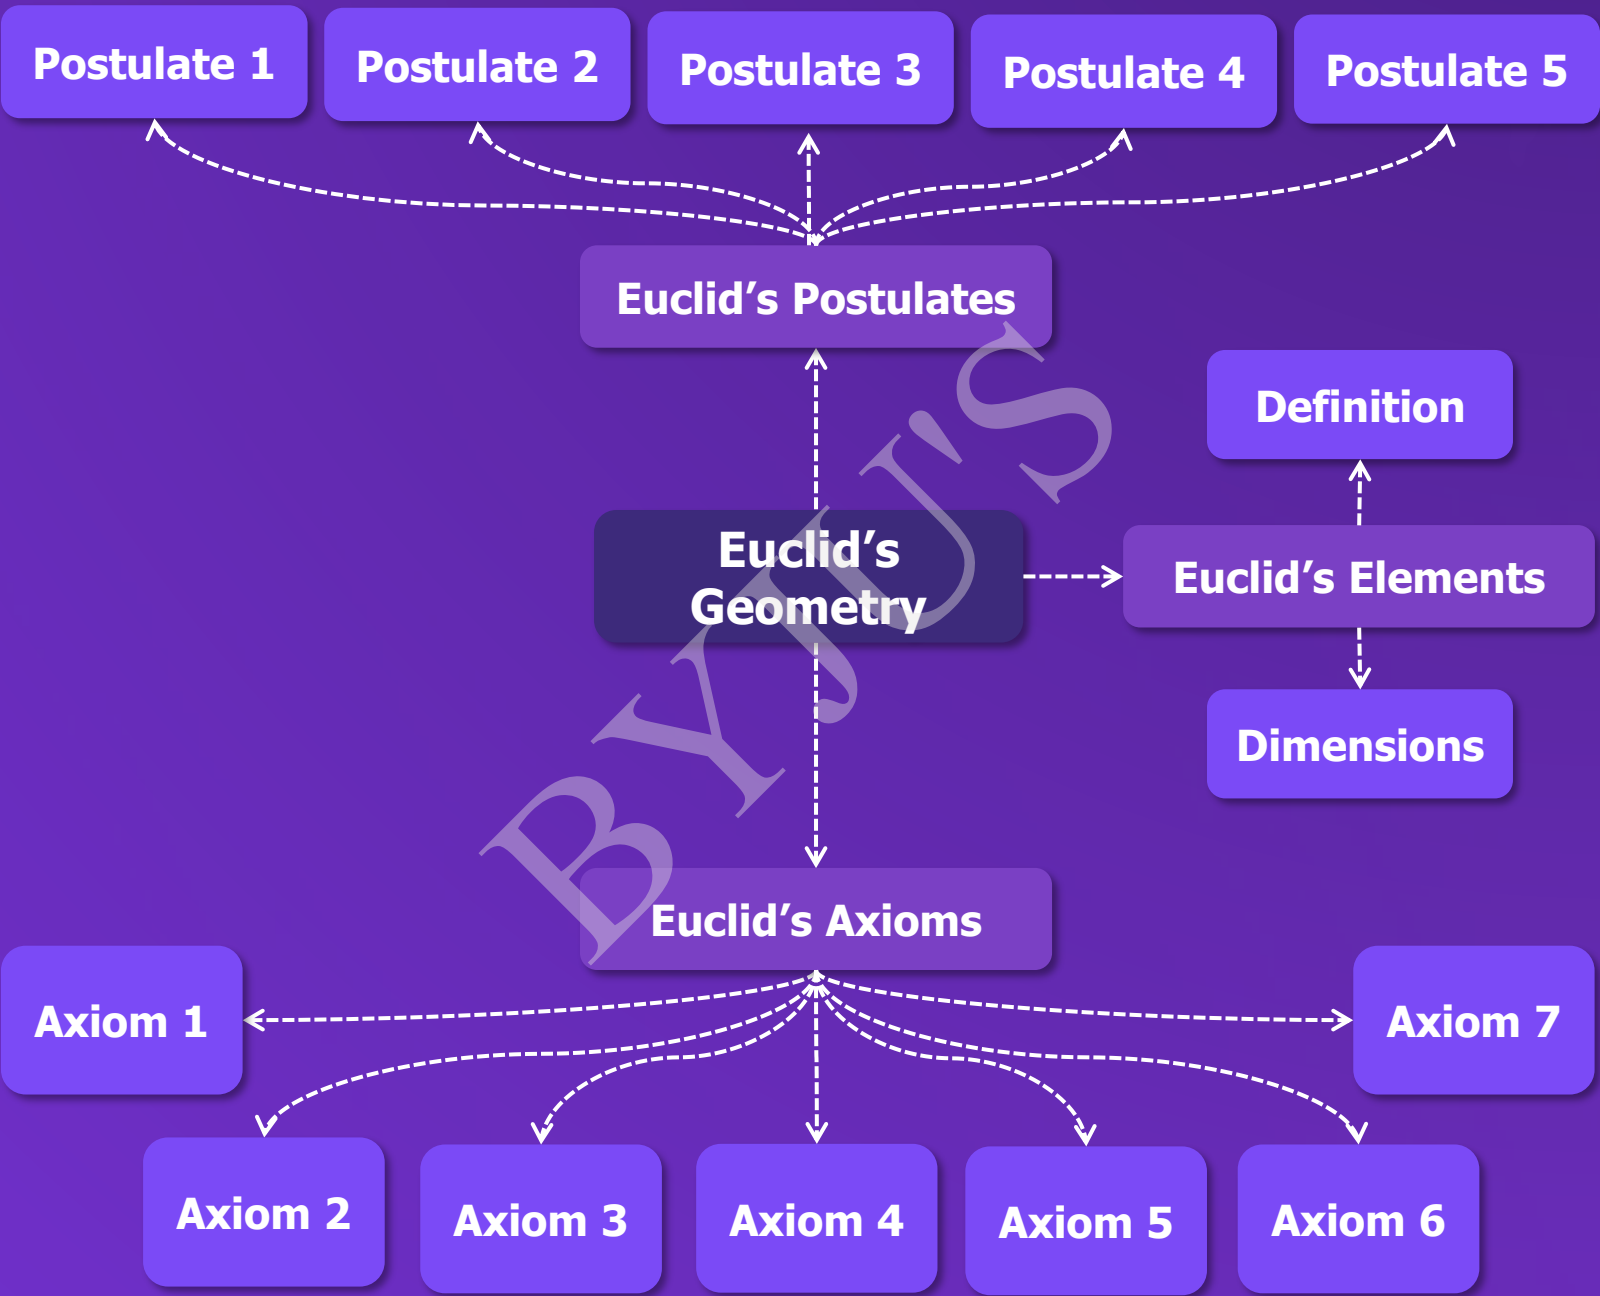 Postulate 1
Postulate 2
Postulate 3
Postulate 4
Postulate 5
Euclid’s Postulates
Definition
Euclid’s
Geometry
Euclid’s Elements
Dimensions
BYJU'S
Euclid’s Axioms
Axiom 1
Axiom 7
Axiom 2
Axiom 3
Axiom 4
Axiom 5
Axiom 6